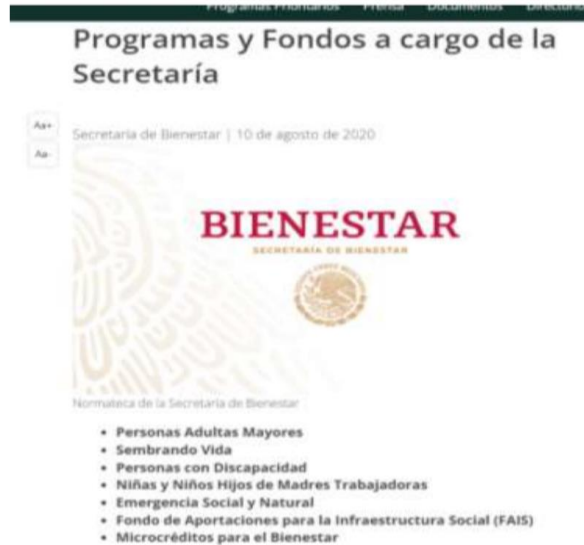 Programas Prioritarios Prensa Documentos Directorio
Programas y Fondos a cargo de la
Secretaría
Aa+
Secretaría de Bienestar | 10 de agosto de 2020
Aa-
BIENESTAR
SECRETARÍA DE BIENESTAR
Normateca de la Secretaría de Bienestar
• Personas Adultas Mayores
• Sembrando Vida
• Personas con Discapacidad
• Niñas y Niños Hijos de Madres Trabajadoras
• Emergencia Social y Natural
• Fondo de Aportaciones para la Infraestructura Social (FAIS)
• Microcréditos para el Bienestar